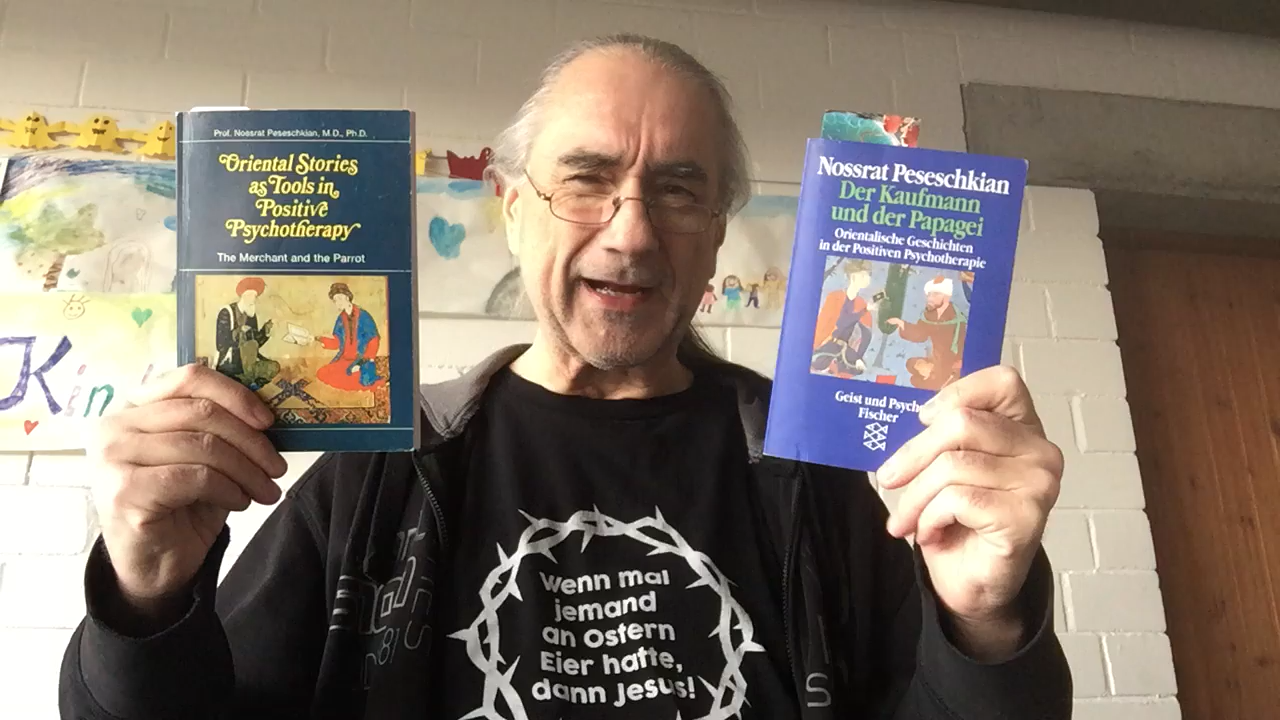 Prof. Nossrat Peseschkian, M.D., Ph.D.
Oriental Stories
as Tools in
Positive
Psychotherapy
The Merchant and the Parrot
Nossrat Peseschkian
Der Kaufmann
und der Papagei
Orientalische Geschichten
in der Positiven Psychotherapie
Geist und Psyche
Fischer
Kin
Wenn mal
jemand
an Ostern
Eier hatte,
dann Jesus!
S